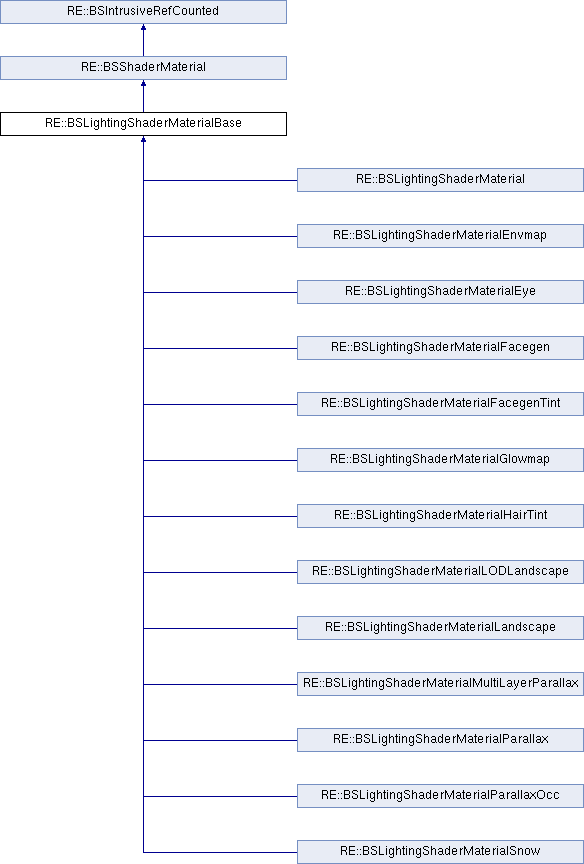 RE::BSIntrusiveRefCounted
RE::BSShaderMaterial
RE::BSLightingShaderMaterialBase
RE::BSLightingShaderMaterial
RE::BSLightingShaderMaterialEnvmap
RE::BSLightingShaderMaterialEye
RE::BSLightingShaderMaterialFacegen
RE::BSLightingShaderMaterialFacegenTint
RE::BSLightingShaderMaterialGlowmap
RE::BSLightingShaderMaterialHairTint
RE::BSLightingShaderMaterialLODLandscape
RE::BSLightingShaderMaterialLandscape
RE::BSLightingShaderMaterialMultiLayerParallax
RE::BSLightingShaderMaterialParallax
RE::BSLightingShaderMaterialParallaxOcc
RE::BSLightingShaderMaterialSnow